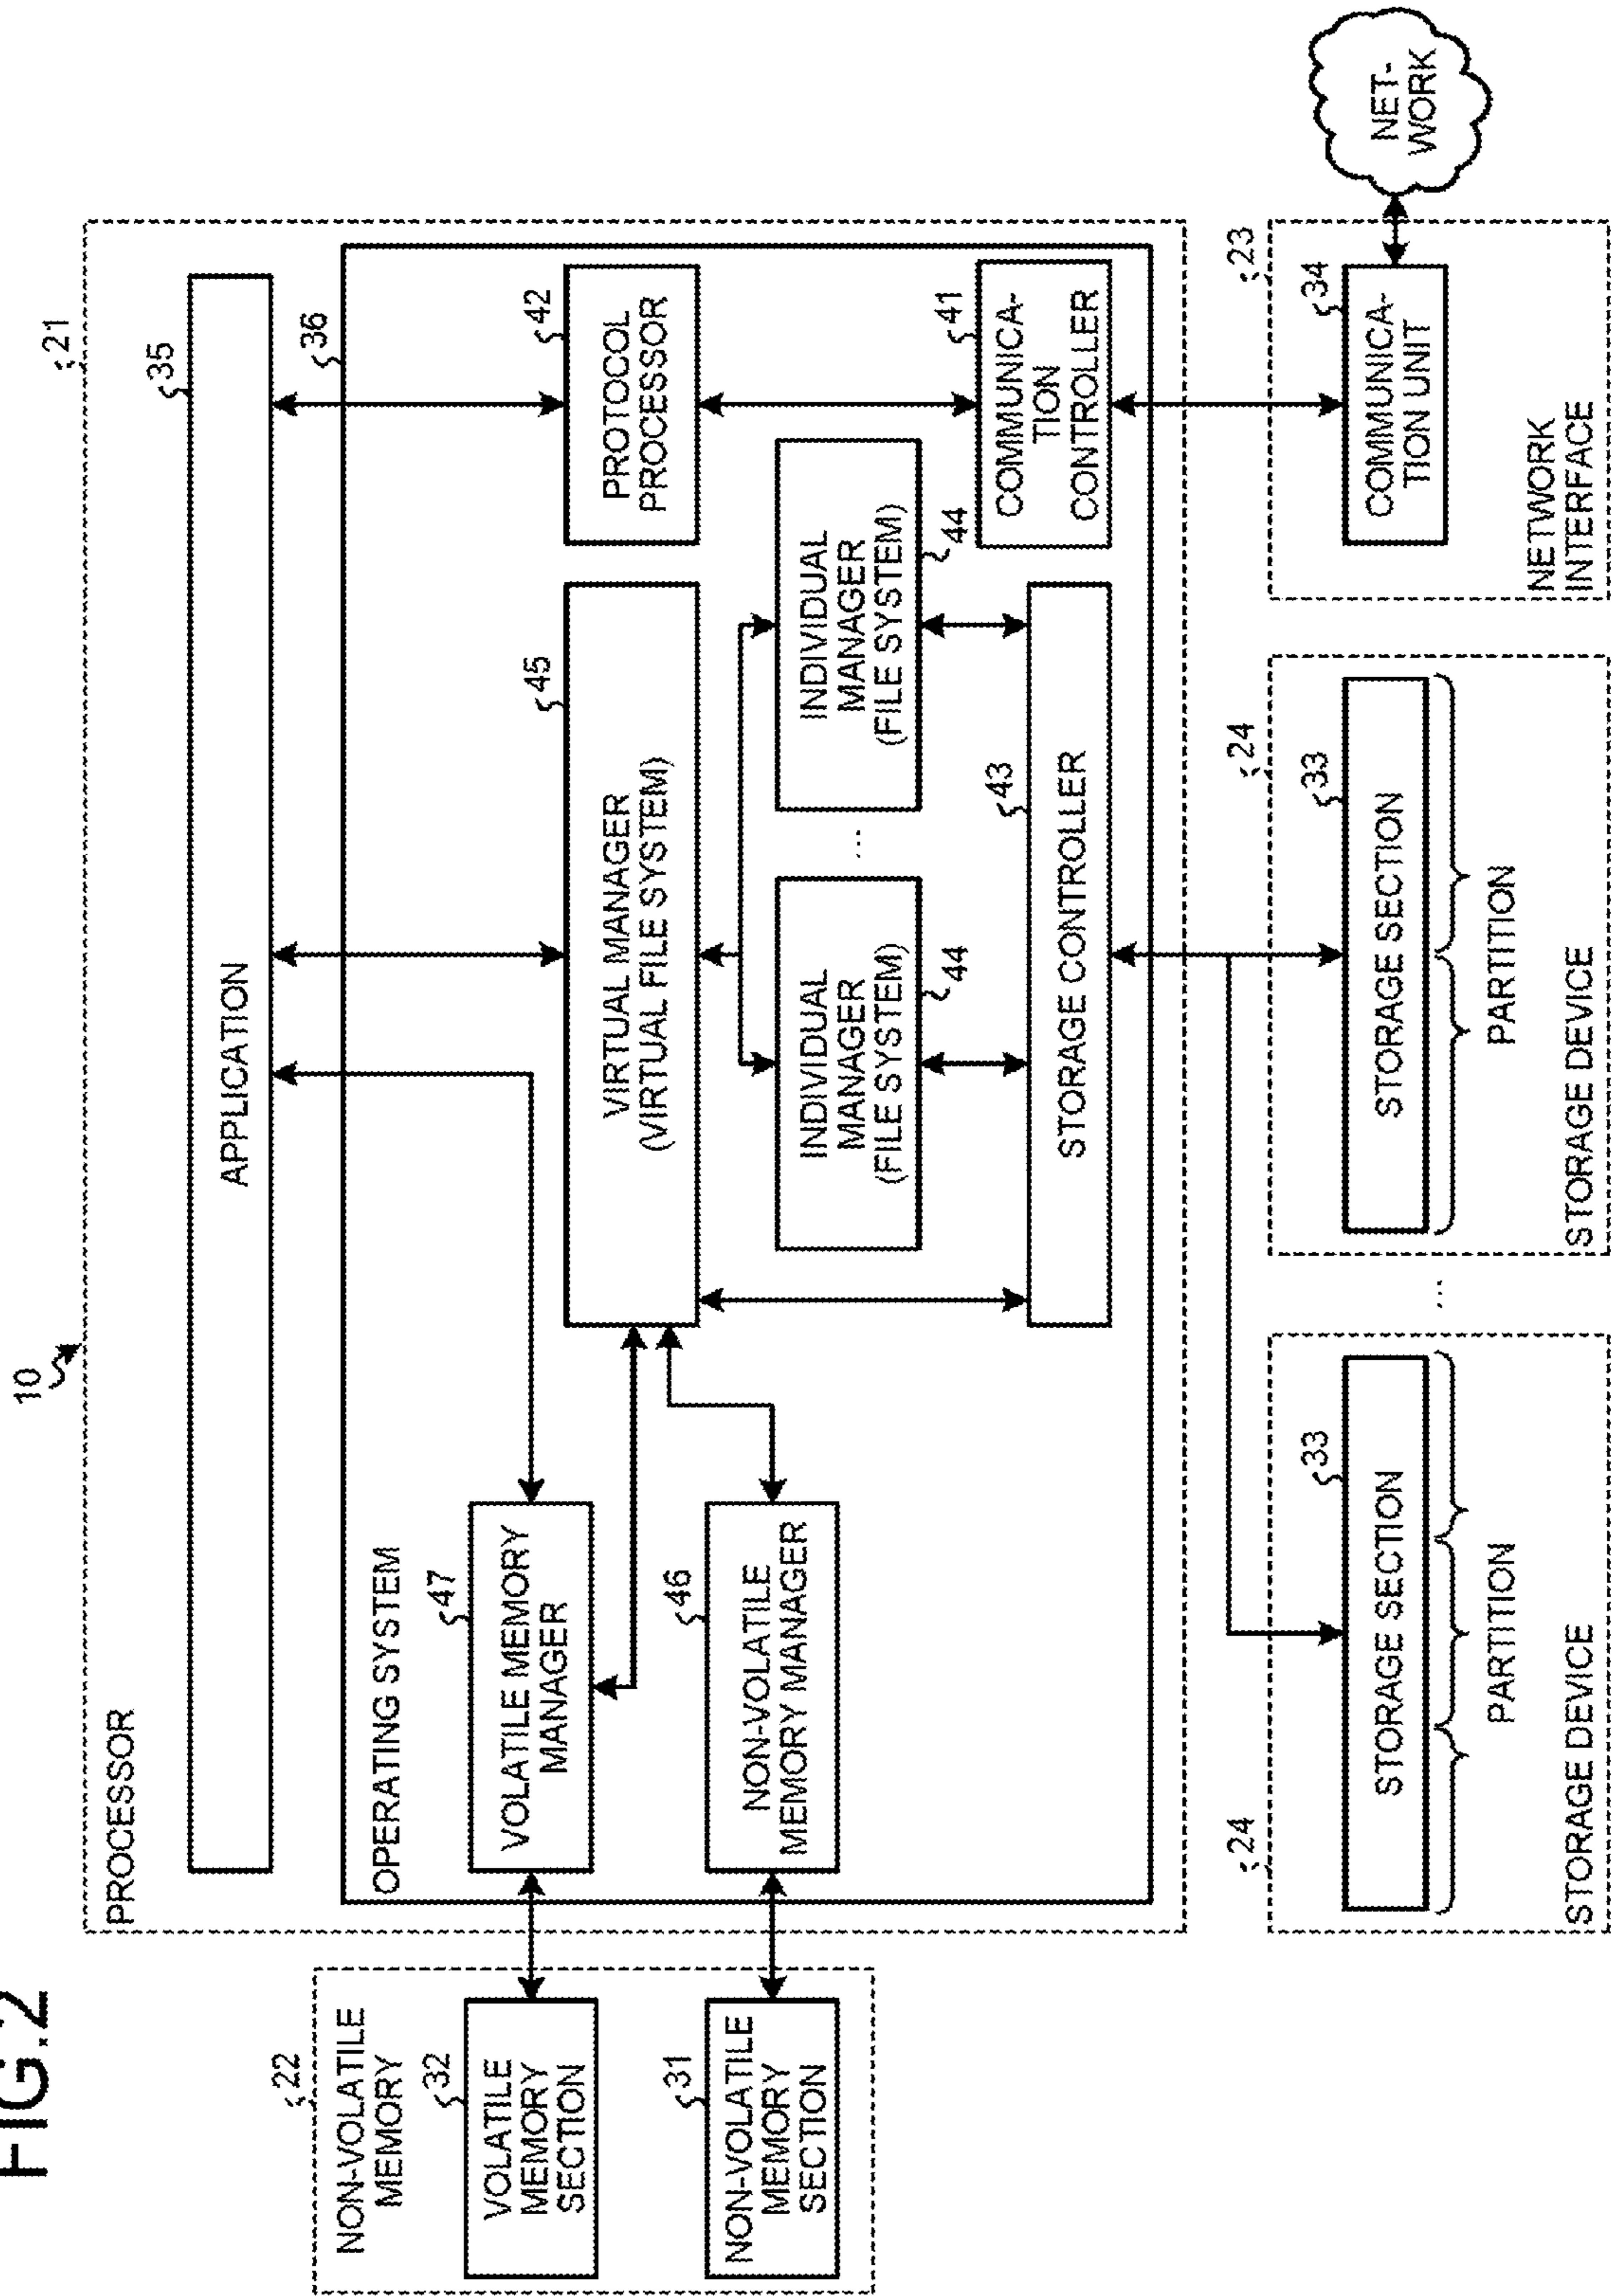 FIG.2
10
21
PROCESSOR
35
APPLICATION
36
OPERATING SYSTEM
22
NON-VOLATILE
MEMORY
32
VOLATILE
MEMORY
SECTION
47
VOLATILE MEMORY
MANAGER
45
VIRTUAL MANAGER
(VIRTUAL FILE SYSTEM)
42
PROTOCOL
PROCESSOR
31
NON-VOLATILE
MEMORY
SECTION
46
NON-VOLATILE
MEMORY MANAGER
INDIVIDUAL
MANAGER
(FILE SYSTEM)
44
...
INDIVIDUAL
MANAGER
(FILE SYSTEM)
44
43
STORAGE CONTROLLER
41
COMMUNICA-
TION
CONTROLLER
24
33
STORAGE SECTION
PARTITION
STORAGE DEVICE
...
24
33
STORAGE SECTION
PARTITION
STORAGE DEVICE
23
34
COMMUNICA-
TION UNIT
NETWORK
INTERFACE
NET-
WORK